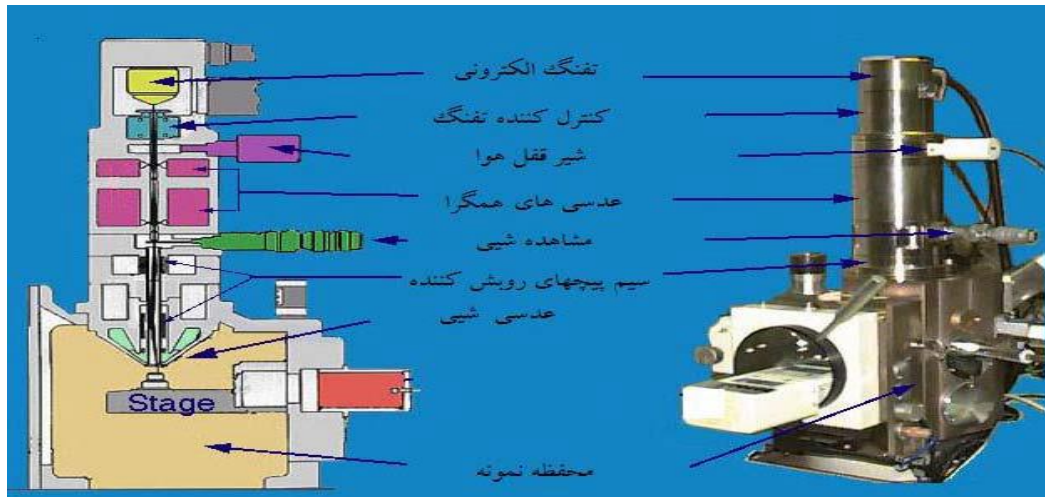 تفنگ الکترونی
کنترل کننده تفنگ
شیر قفل هوا
عدسی های همگرا
مشاهده شیی
سیم پیچهای روبش کننده
عدسی شیی
Stage
محفظه نمونه